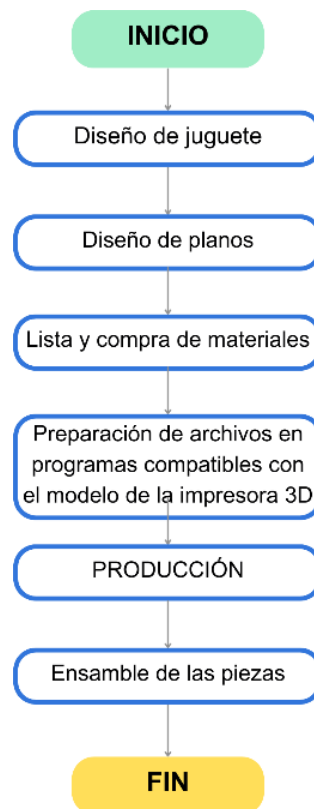 INICIO
Diseño de juguete
Diseño de planos
Lista y compra de materiales
Preparación de archivos en
programas compatibles con
el modelo de la impresora 3D
PRODUCCIÓN
Ensamble de las piezas
FIN